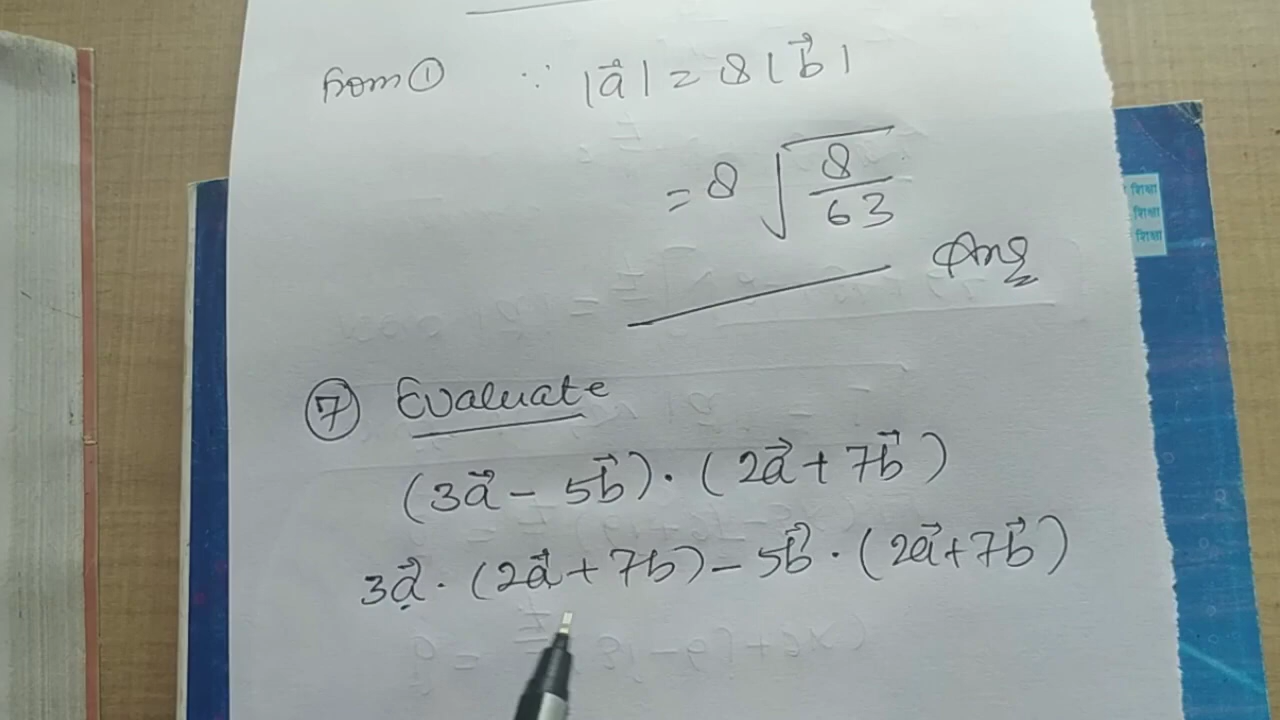 from ① ∵ |a⃗| = 8|b⃗|
= 8 √(8/63)
Ans
⑦ Evaluate
(3a⃗ - 5b⃗)·(2a⃗ + 7b⃗)
3a⃗·(2a⃗ + 7b) - 5b⃗·(2a⃗ + 7b⃗)
शिक्षा
शिक्षा
शिक्षा